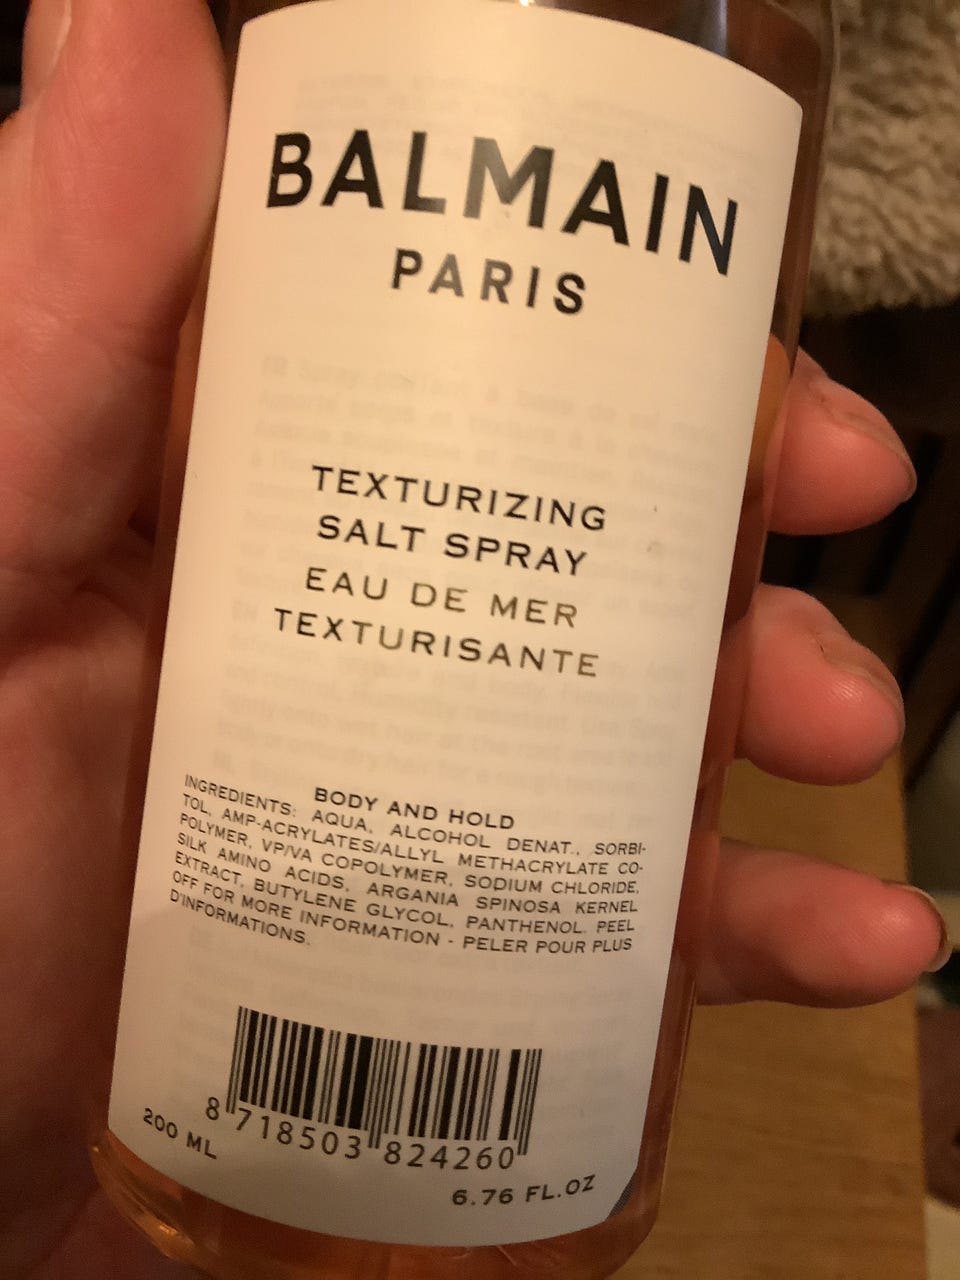 BALMAIN
PARIS
TEXTURIZING
SALT SPRAY
EAU DE MER
TEXTURISANTE
BODY AND HOLD
INGREDIENTS: AQUA, ALCOHOL DENAT., SORBI-
TOL, AMP-ACRYLATES/ALLYL METHACRYLATE CO-
POLYMER, VP/VA COPOLYMER, SODIUM CHLORIDE,
SILK AMINO ACIDS, ARGANIA SPINOSA KERNEL
EXTRACT, BUTYLENE GLYCOL, PANTHENOL. PEEL
OFF FOR MORE INFORMATION - PELER POUR PLUS
D'INFORMATIONS.
8 718503 824260
200 ML
6.76 FL.OZ